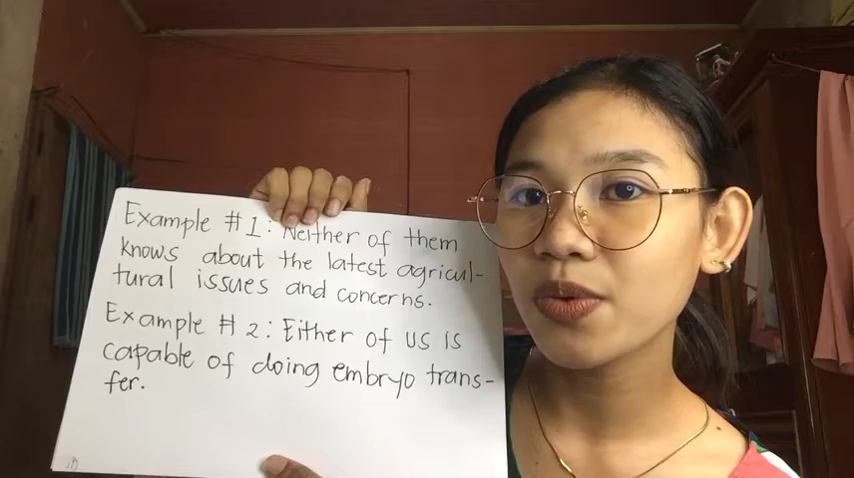 Example #1: Neither of them
knows about the latest agricul-
tural issues and concerns.
Example # 2: Either of us is
capable of doing embryo trans-
fer.